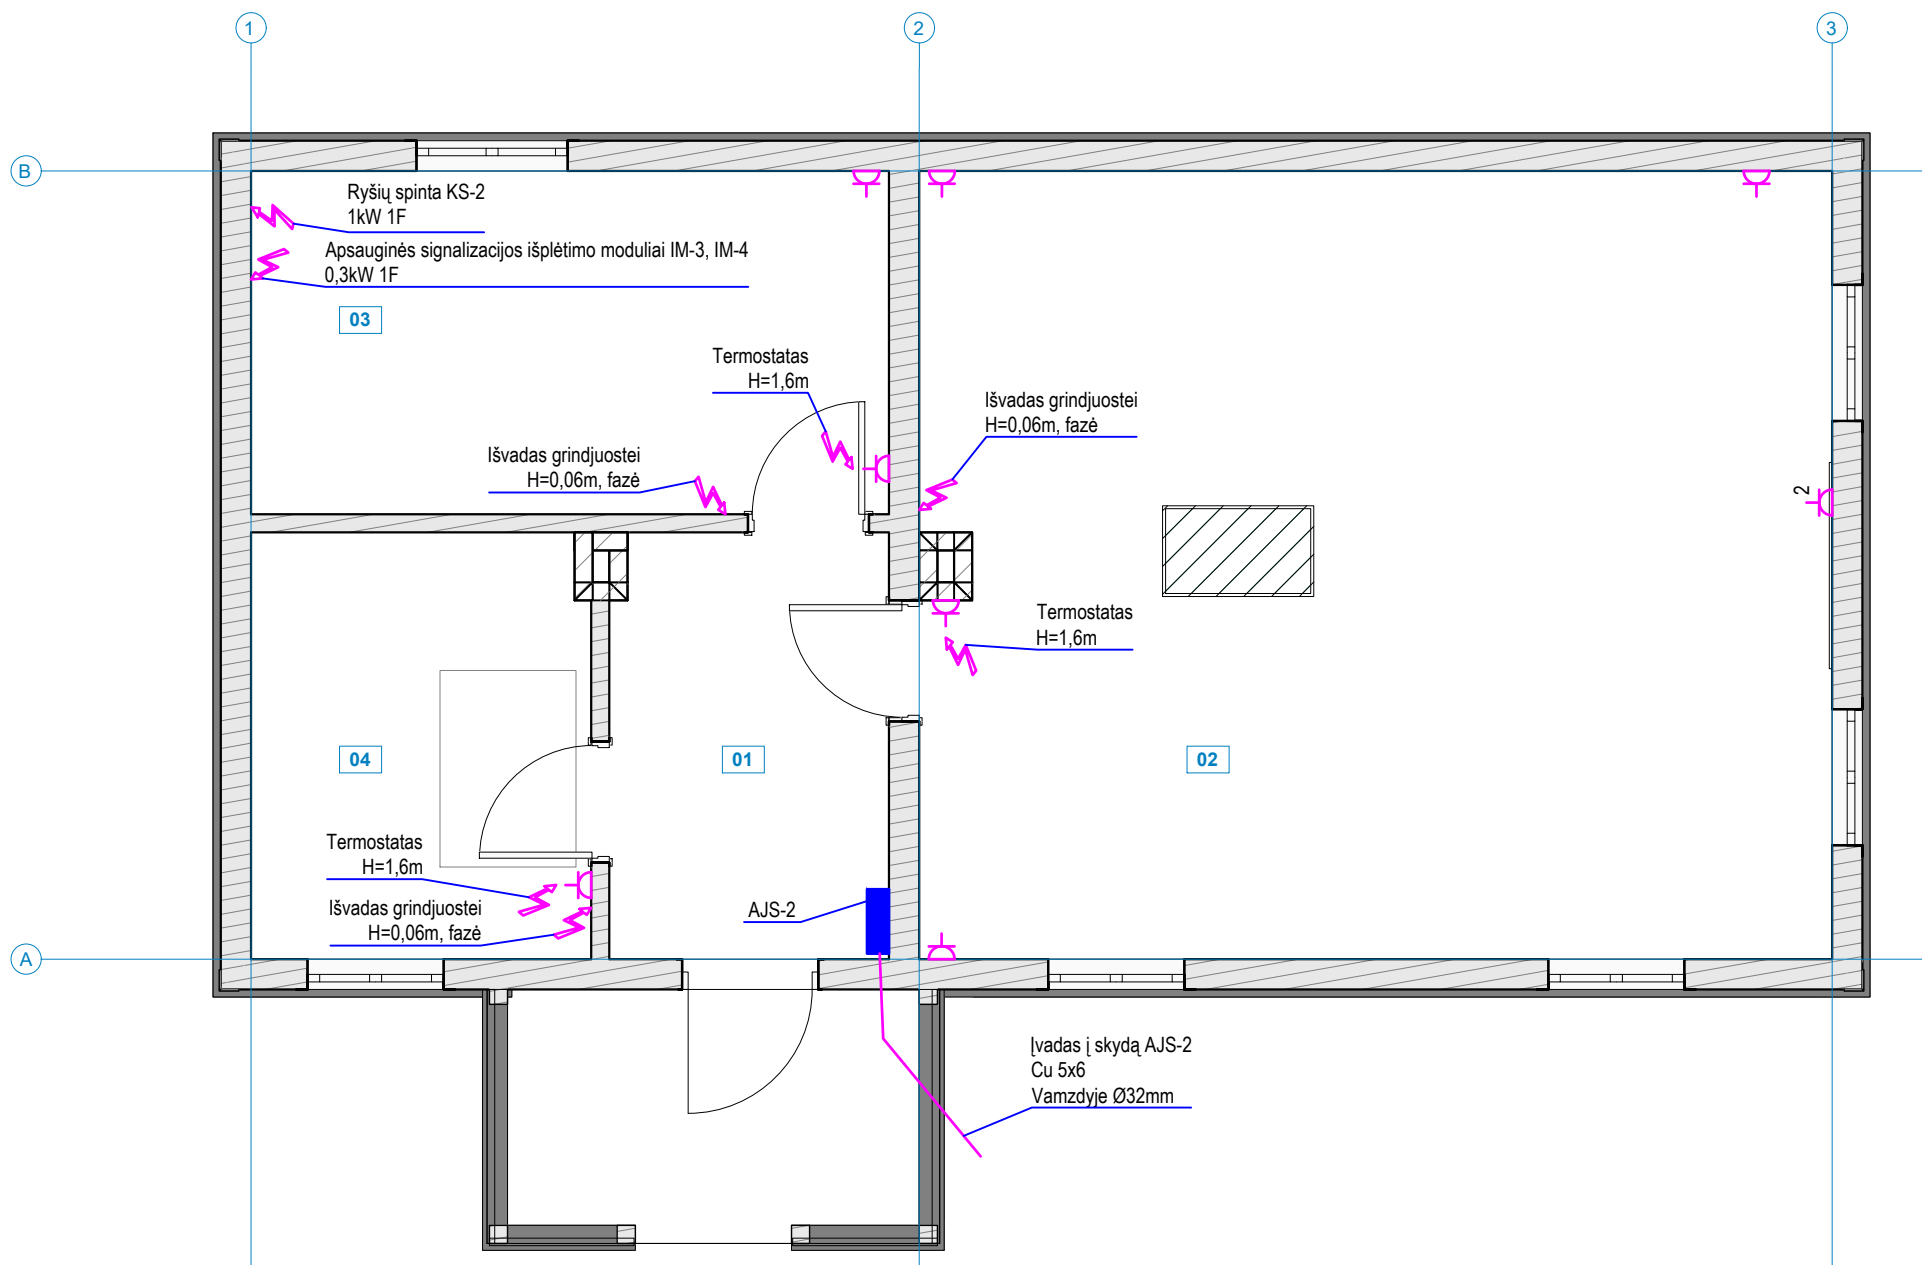 1
2
3
B
Ryšių spinta KS-2
1kW 1F
Apsauginės signalizacijos išplėtimo moduliai IM-3, IM-4
0,3kW 1F
03
Termostatas
H=1,6m
Išvadas grindjuostei
H=0,06m, fazė
Išvadas grindjuostei
H=0,06m, fazė
2
Termostatas
H=1,6m
04
01
02
Termostatas
H=1,6m
Išvadas grindjuostei
H=0,06m, fazė
AJS-2
A
Įvadas į skydą AJS-2
Cu 5x6
Vamzdyje Ø32mm